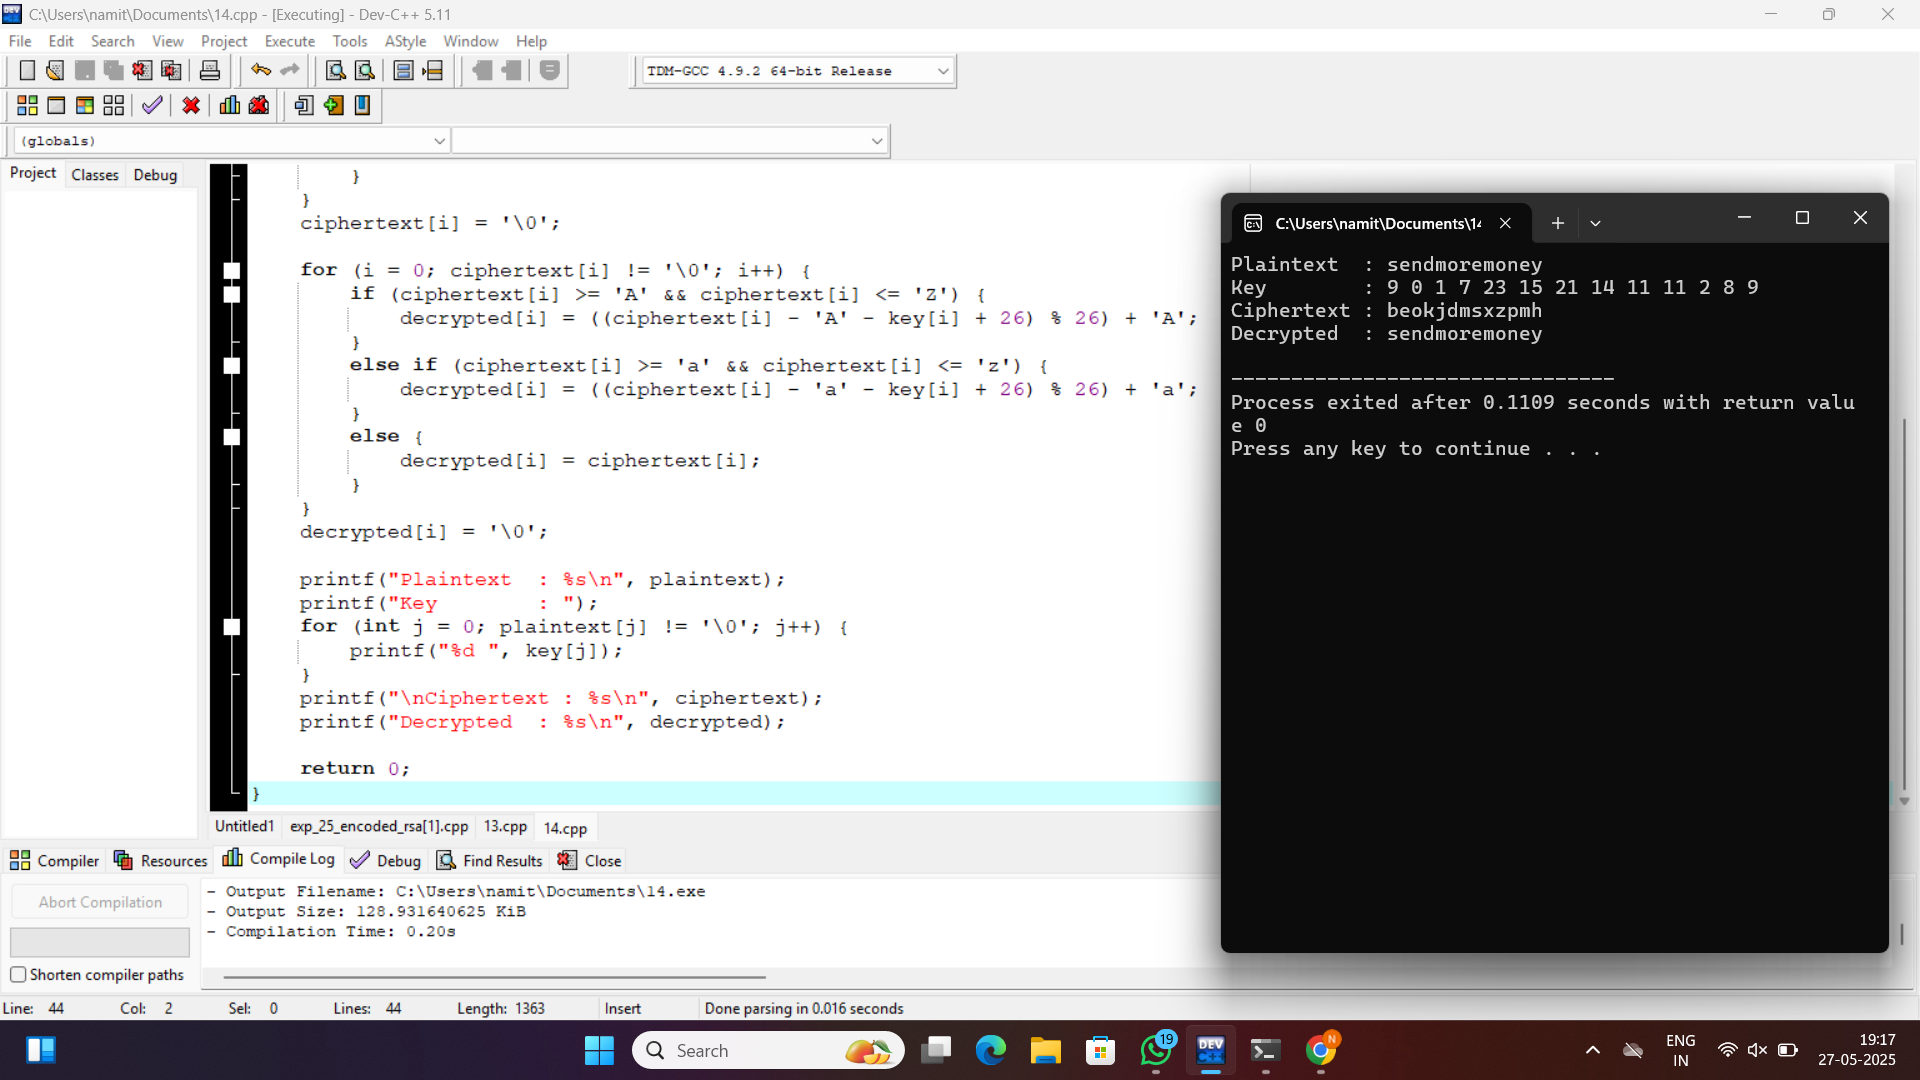 C:\Users\namit\Documents\14.cpp - [Executing] - Dev-C++ 5.11
File Edit Search View Project Execute Tools AStyle Window Help
TDM-GCC 4.9.2 64-bit Release
(globals)
Project Classes Debug
}
}
ciphertext[i] = '\0';
for (i = 0; ciphertext[i] != '\0'; i++) {
if (ciphertext[i] >= 'A' && ciphertext[i] <= 'Z') {
decrypted[i] = ((ciphertext[i] - 'A' - key[i] + 26) % 26) + 'A';
}
else if (ciphertext[i] >= 'a' && ciphertext[i] <= 'z') {
decrypted[i] = ((ciphertext[i] - 'a' - key[i] + 26) % 26) + 'a';
}
else {
decrypted[i] = ciphertext[i];
}
}
decrypted[i] = '\0';
printf("Plaintext  : %s\n", plaintext);
printf("Key        : ");
for (int j = 0; plaintext[j] != '\0'; j++) {
printf("%d ", key[j]);
}
printf("\nCiphertext : %s\n", ciphertext);
printf("Decrypted  : %s\n", decrypted);
return 0;
}
C:\Users\namit\Documents\14
Plaintext  : sendmoremoney
Key        : 9 0 1 7 23 15 21 14 11 11 2 8 9
Ciphertext : beokjdmsxzpmh
Decrypted  : sendmoremoney
--------------------------------
Process exited after 0.1109 seconds with return valu
e 0
Press any key to continue . . .
Untitled1 exp_25_encoded_rsa[1].cpp 13.cpp 14.cpp
Compiler Resources Compile Log Debug Find Results Close
Abort Compilation
Shorten compiler paths
- Output Filename: C:\Users\namit\Documents\14.exe
- Output Size: 128.931640625 KiB
- Compilation Time: 0.20s
Line: 44 Col: 2 Sel: 0 Lines: 44 Length: 1363 Insert Done parsing in 0.016 seconds
Search
19
DEV
C++
N
ENG
IN
19:17
27-05-2025